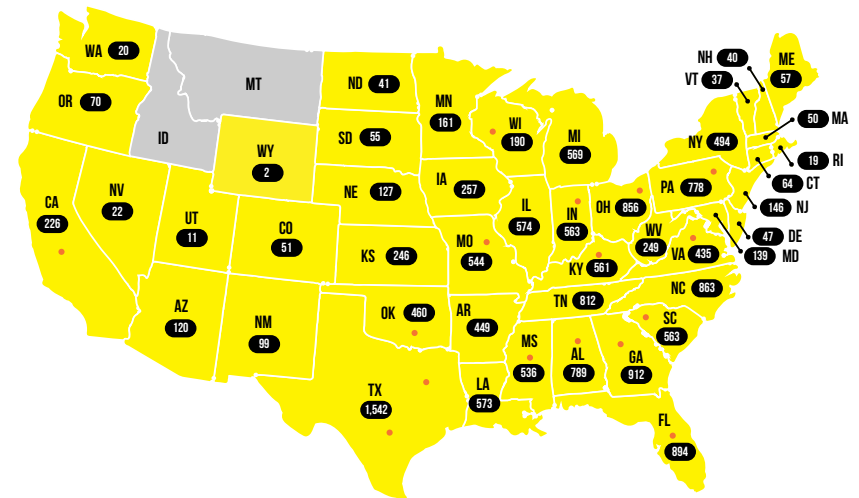 WA 20
OR 70
CA
226
NV
22
ID
MT
WY
2
UT
11
CO
51
AZ
120
NM
99
ND 41
SD 55
NE 127
KS 246
OK 460
TX
1,542
MN
161
IA 257
MO
544
AR
449
LA
573
WI
190
IL
574
MI
569
IN
563
OH 856
KY 561
TN 812
MS
536
AL
789
GA
912
FL
894
SC
563
NC 863
VA 435
WV
249
PA 778
NY 494
VT 37
NH 40
ME
57
50 MA
19 RI
64 CT
146 NJ
47 DE
139 MD